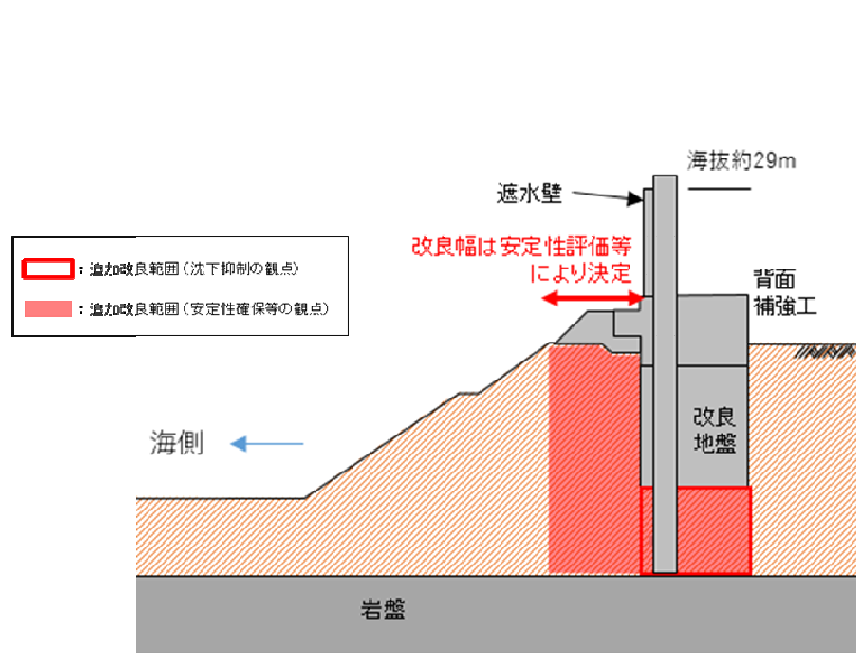 海抜約29m
遮水壁
改良幅は安定性評価等
により決定
：追加改良範囲（沈下抑制の観点）
：追加改良範囲（安定性確保等の観点）
背面
補強工
改良
地盤
海側
岩盤